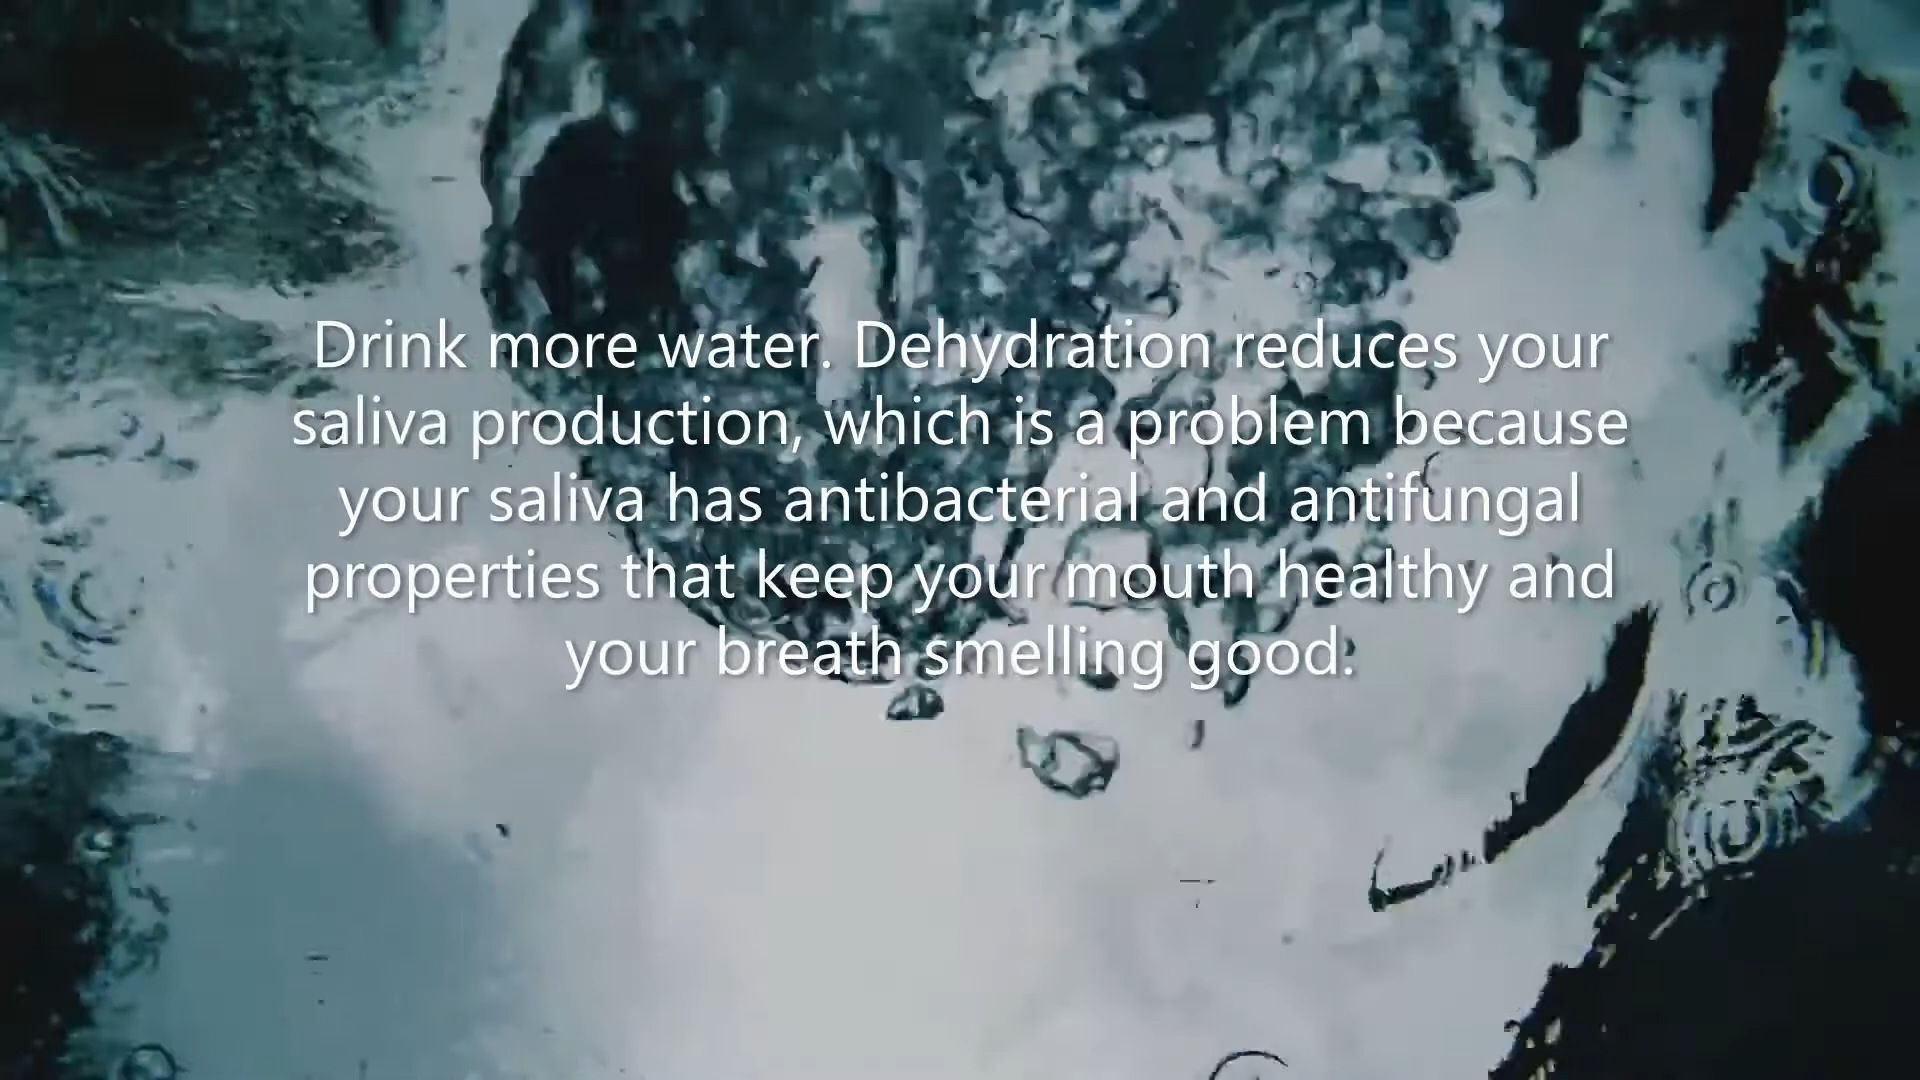 Drink more water. Dehydration reduces your
saliva production, which is a problem because
your saliva has antibacterial and antifungal
properties that keep your mouth healthy and
your breath smelling good.